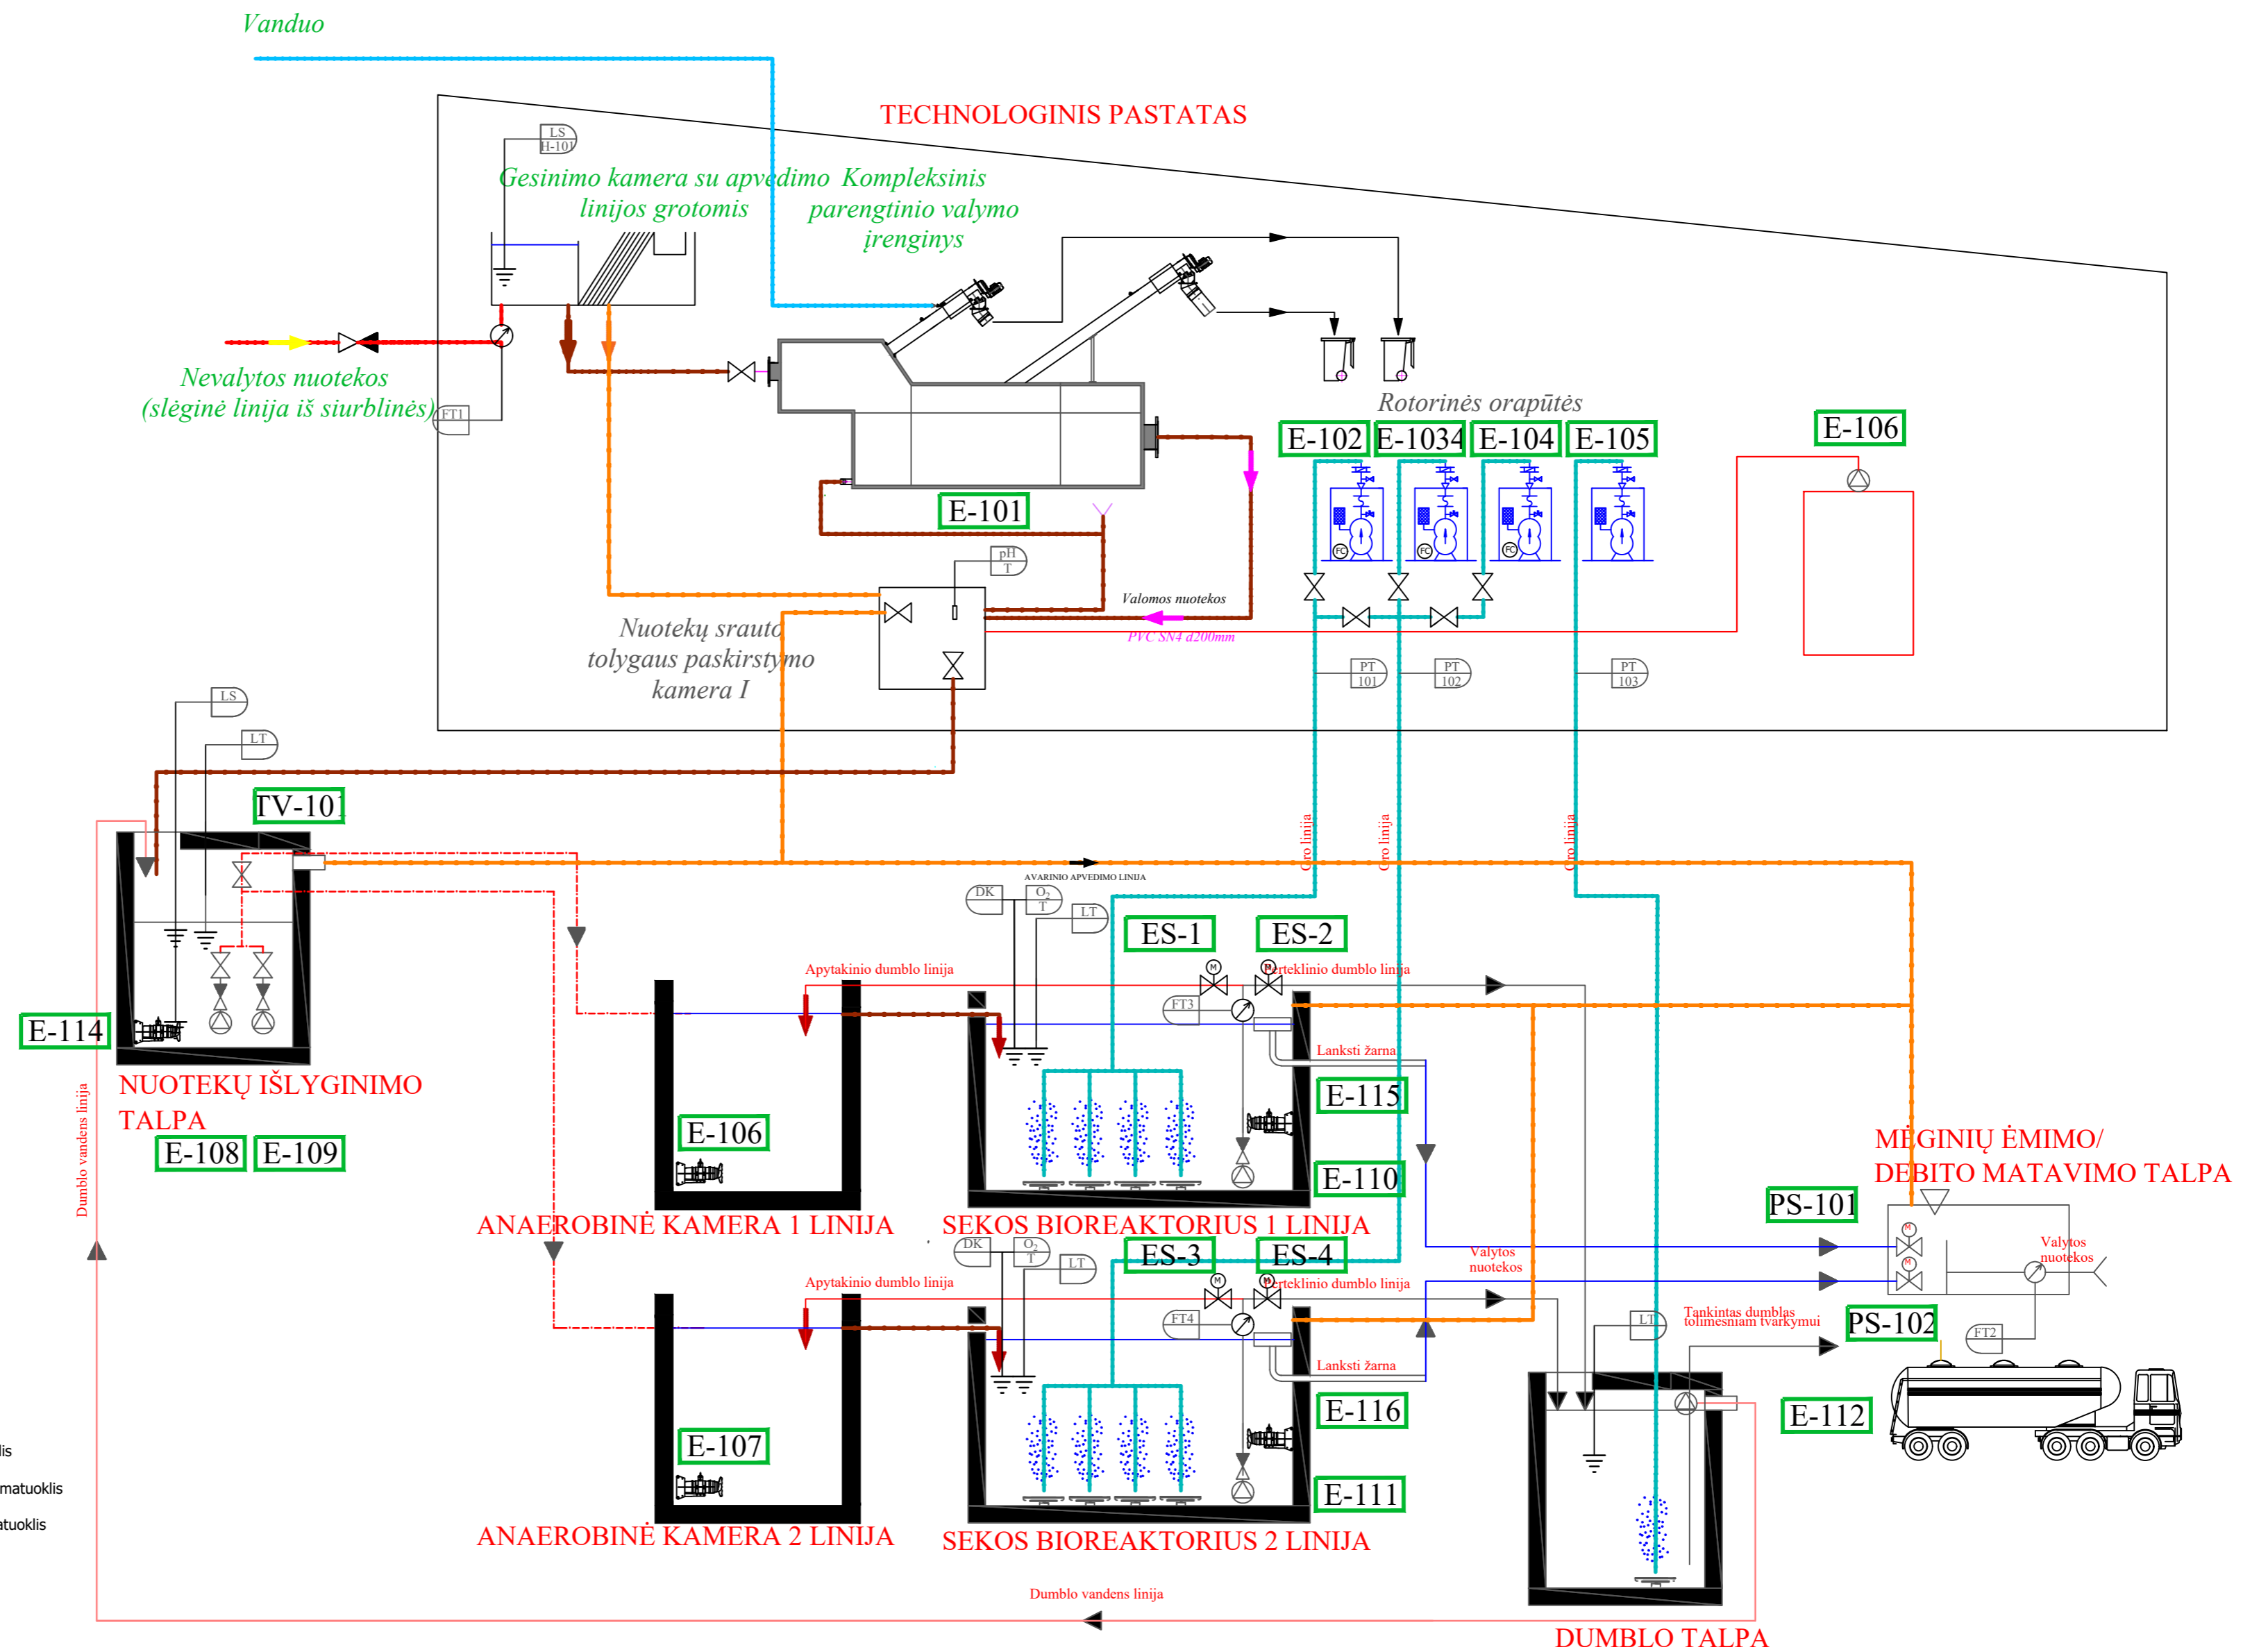 Vanduo
TECHNOLOGINIS PASTATAS
LS
H-101
Gesinimo kamera su apvedimo
linijos grotomis
Kompleksinis
parengtinio valymo
įrenginys
Nevalytos nuotekos
(slėginė linija iš siurblinės)
FT1
Rotorinės orapūtės
E-102
E-1034
E-104
E-105
E-106
E-101
FC
FC
FC
pH
T
Valomos nuotekos
PVC SN4 d200mm
Nuotekų srauto
tolygaus paskirstymo
kamera I
PT
101
PT
102
PT
103
LS
LT
TV-101
Oro linija
Oro linija
Oro linija
AVARINIO APVEDIMO LINIJA
DK
O2
T
LT
ES-1
ES-2
Apytakinio dumblo linija
M
M
Perteklinio dumblo linija
FT3
E-114
Lanksti žarna
NUOTEKŲ IŠLYGINIMO
TALPA
E-108
E-109
Dumblo vandens linija
E-106
E-115
E-110
ANAEROBINĖ KAMERA 1 LINIJA
SEKOS BIOREAKTORIUS 1 LINIJA
MĖGINIŲ ĖMIMO/
DEBITO MATAVIMO TALPA
PS-101
M
M
Valytos
nuotekos
DK
O2
T
LT
ES-3
ES-4
Valytos
nuotekos
Apytakinio dumblo linija
M
M
Perteklinio dumblo linija
FT4
Lanksti žarna
LT
Tankintas dumblas
tolimesniam tvarkymui
PS-102
FT2
E-112
E-107
E-116
E-111
ANAEROBINĖ KAMERA 2 LINIJA
SEKOS BIOREAKTORIUS 2 LINIJA
lis
matuoklis
atuoklis
Dumblo vandens linija
DUMBLO TALPA